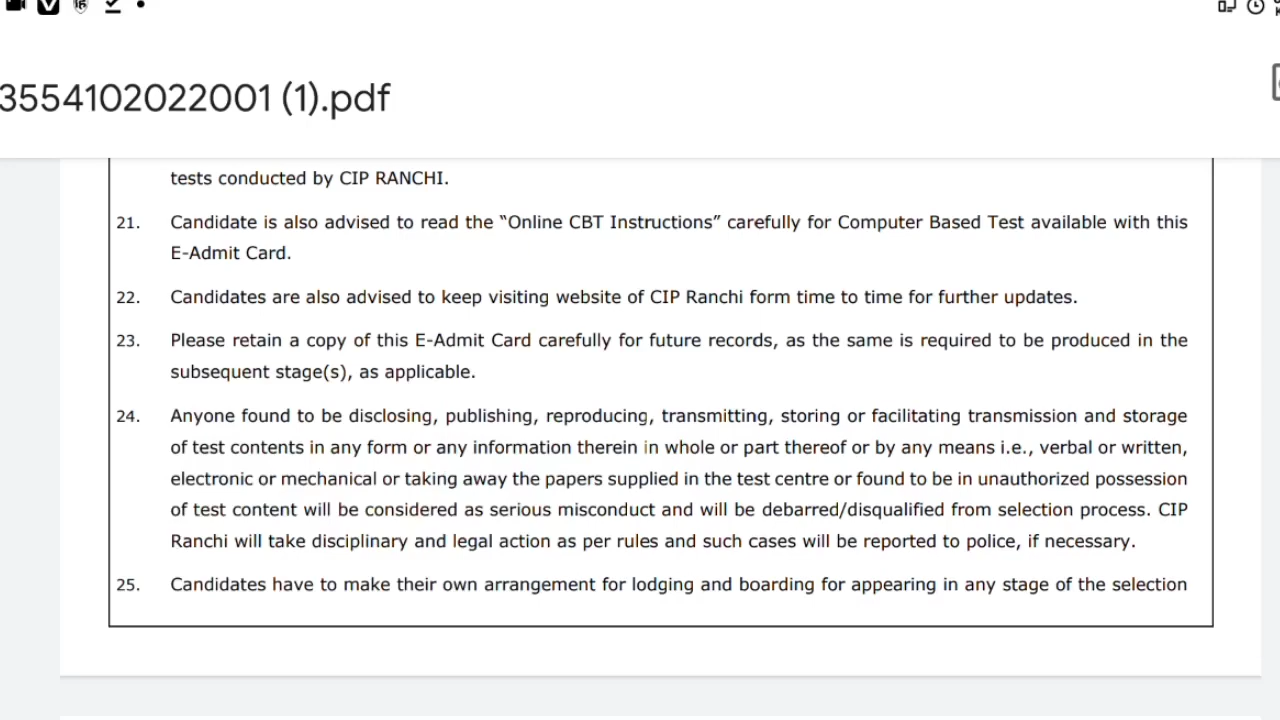 3554102022001 (1).pdf
tests conducted by CIP RANCHI.
21. Candidate is also advised to read the “Online CBT Instructions” carefully for Computer Based Test available with this
E-Admit Card.
22. Candidates are also advised to keep visiting website of CIP Ranchi form time to time for further updates.
23. Please retain a copy of this E-Admit Card carefully for future records, as the same is required to be produced in the
subsequent stage(s), as applicable.
24. Anyone found to be disclosing, publishing, reproducing, transmitting, storing or facilitating transmission and storage
of test contents in any form or any information therein in whole or part thereof or by any means i.e., verbal or written,
electronic or mechanical or taking away the papers supplied in the test centre or found to be in unauthorized possession
of test content will be considered as serious misconduct and will be debarred/disqualified from selection process. CIP
Ranchi will take disciplinary and legal action as per rules and such cases will be reported to police, if necessary.
25. Candidates have to make their own arrangement for lodging and boarding for appearing in any stage of the selection